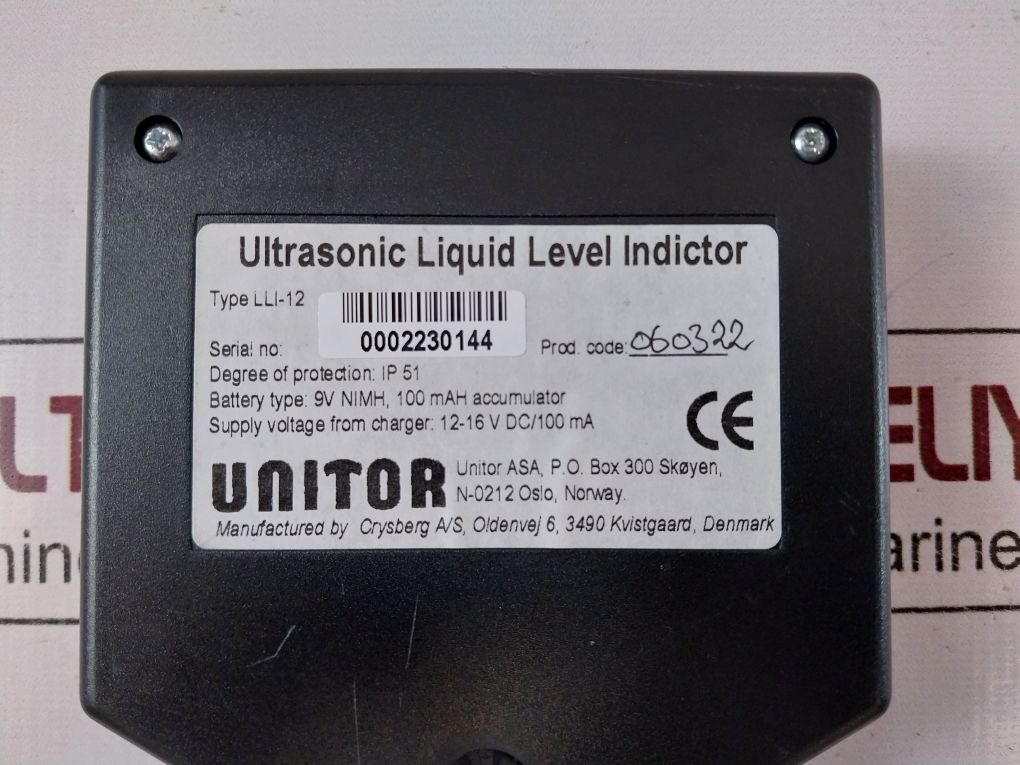 Ultrasonic Liquid Level Indictor
Type LLI-12
0002230144
Serial no:
Prod. code: 060322
Degree of protection: IP 51
Battery type: 9V NIMH, 100 mAH accumulator
Supply voltage from charger: 12-16 V DC/100 mA
CE
UNITOR
Unitor ASA, P.O. Box 300 Skøyen,
N-0212 Oslo, Norway.
Manufactured by Crysberg A/S, Oldenvej 6, 3490 Kvistgaard, Denmark